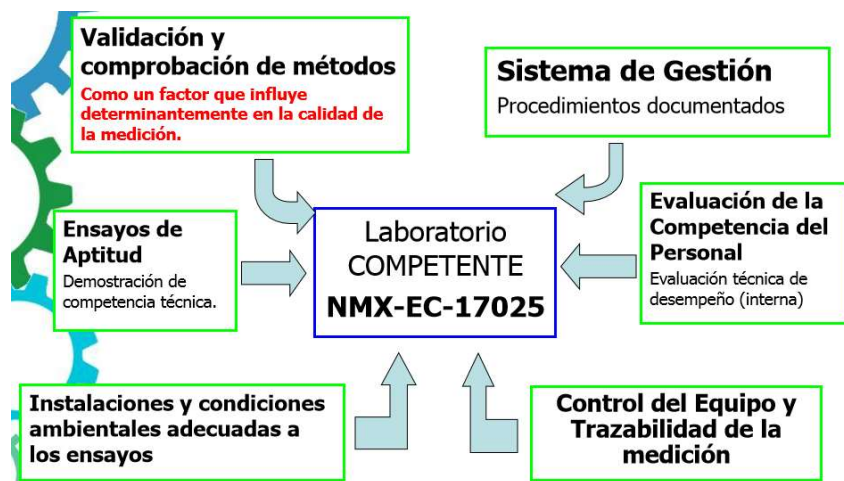 Validación y
comprobación de métodos
Como un factor que influye
determinantemente en la calidad de
la medición.
Sistema de Gestión
Procedimientos documentados
Ensayos de
Aptitud
Demostración de
competencia técnica.
Laboratorio
COMPETENTE
NMX-EC-17025
Evaluación de la
Competencia del
Personal
Evaluación técnica de
desempeño (interna)
Instalaciones y condiciones
ambientales adecuadas a
los ensayos
Control del Equipo y
Trazabilidad de la
medición